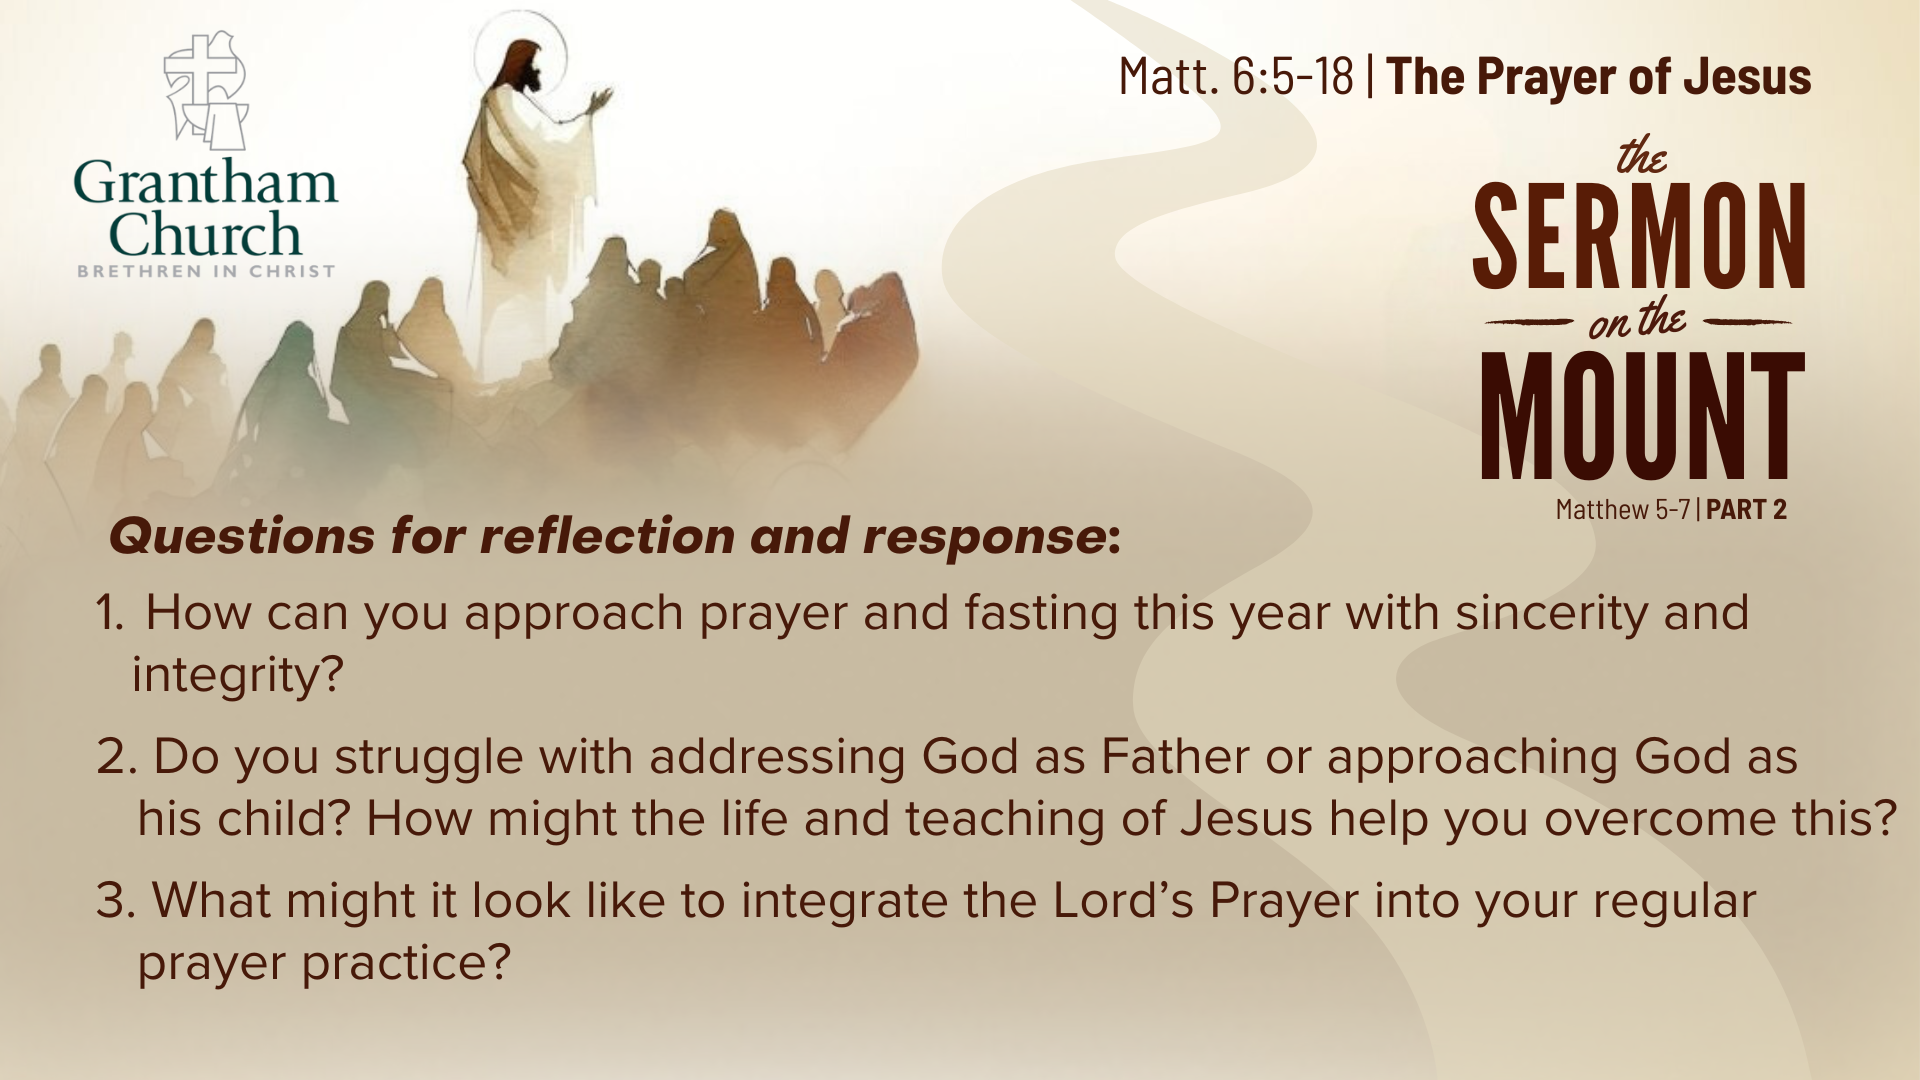 Grantham
Church
BRETHREN IN CHRIST
Matt. 6:5-18 | The Prayer of Jesus
the
SERMON
on the
MOUNT
Matthew 5-7 | PART 2
Questions for reflection and response:
1. How can you approach prayer and fasting this year with sincerity and
integrity?
2. Do you struggle with addressing God as Father or approaching God as
his child? How might the life and teaching of Jesus help you overcome this?
3. What might it look like to integrate the Lord’s Prayer into your regular
prayer practice?